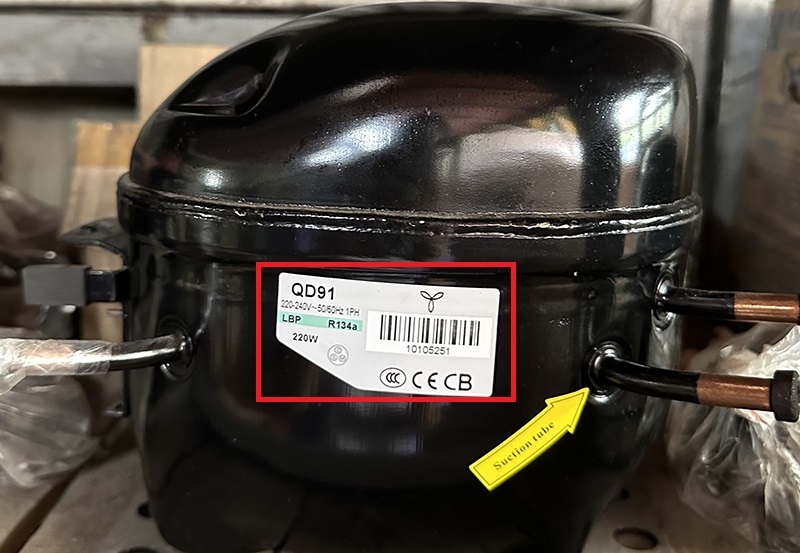 QD91
220-240V~50/60Hz 1PH
LBP R134a
220W
10105251
CCC CE CB
Suction tube